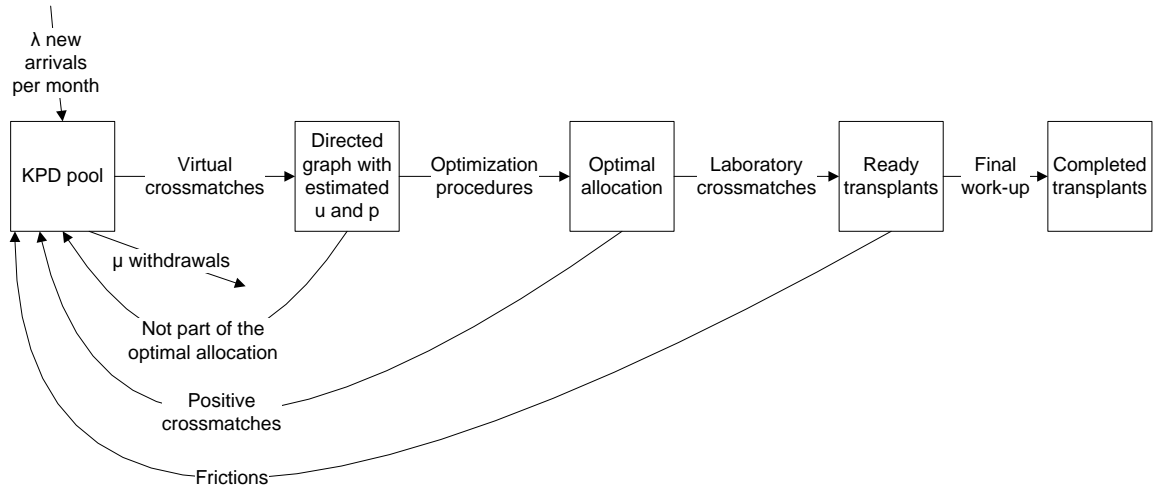 λ new
arrivals
per month
KPD pool
Virtual
crossmatches
Directed
graph with
estimated
u and p
Optimization
procedures
Optimal
allocation
Laboratory
crossmatches
Ready
transplants
Final
work-up
Completed
transplants
μ withdrawals
Not part of the
optimal allocation
Positive
crossmatches
Frictions